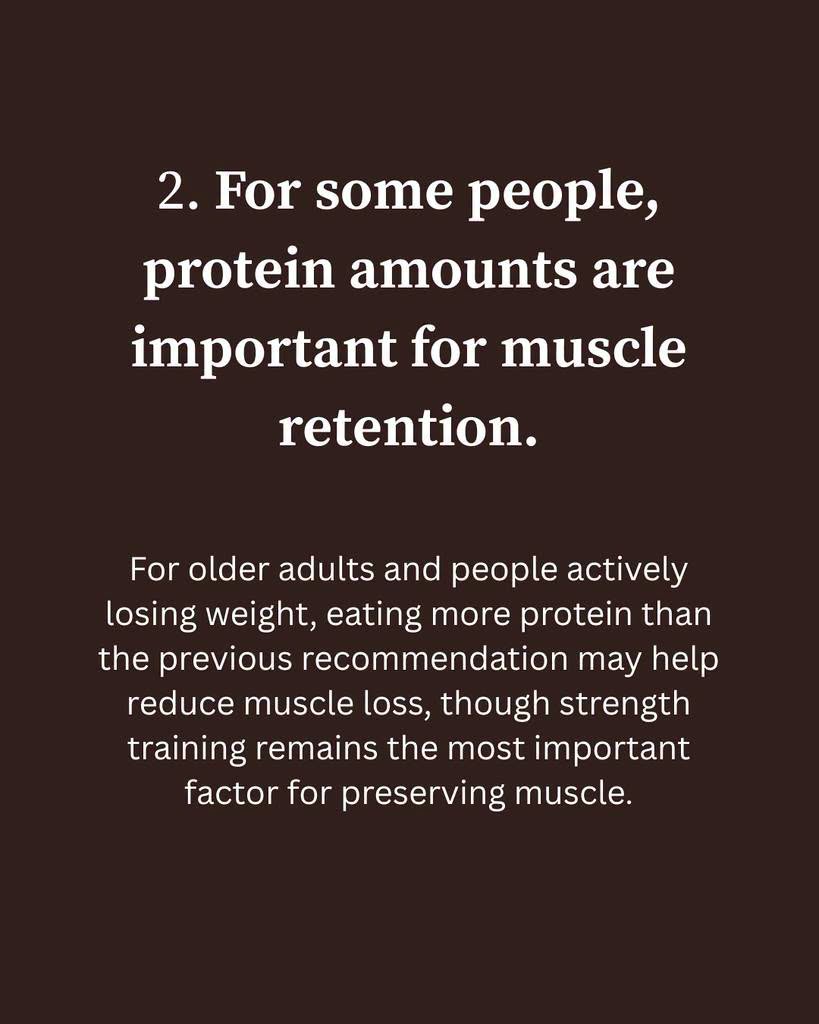 2. For some people,
protein amounts are
important for muscle
retention.
For older adults and people actively
losing weight, eating more protein than
the previous recommendation may help
reduce muscle loss, though strength
training remains the most important
factor for preserving muscle.